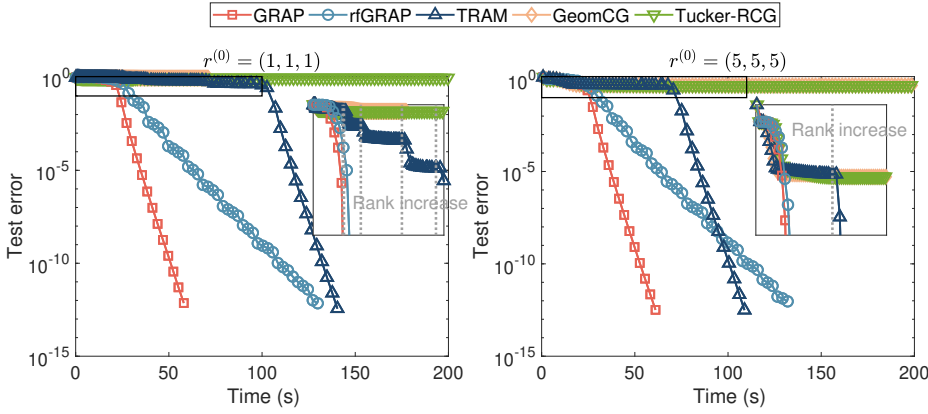 GRAP rfGRAP TRAM GeomCG Tucker-RCG
r^{(0)} = (1, 1, 1)
10^0
10^{-5}
10^{-10}
10^{-15}
Test error
Rank increase
0 50 100 150 200
Time (s)
r^{(0)} = (5, 5, 5)
10^0
10^{-5}
10^{-10}
10^{-15}
Test error
Rank increase
0 50 100 150 200
Time (s)